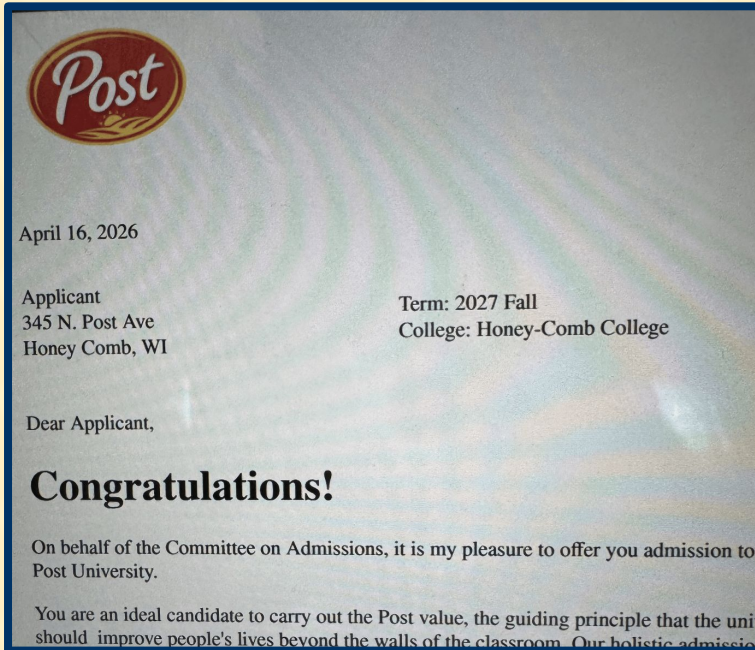 Post
April 16, 2026
Applicant
345 N. Post Ave
Honey Comb, WI
Term: 2027 Fall
College: Honey-Comb College
Dear Applicant,
Congratulations!
On behalf of the Committee on Admissions, it is my pleasure to offer you admission to
Post University.
You are an ideal candidate to carry out the Post value, the guiding principle that the uni
should improve people's lives beyond the walls of the classroom. Our holistic admissio